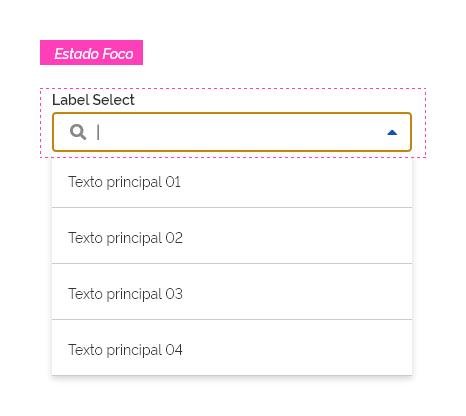 Estado Foco
Label Select
Texto principal 01
Texto principal 02
Texto principal 03
Texto principal 04